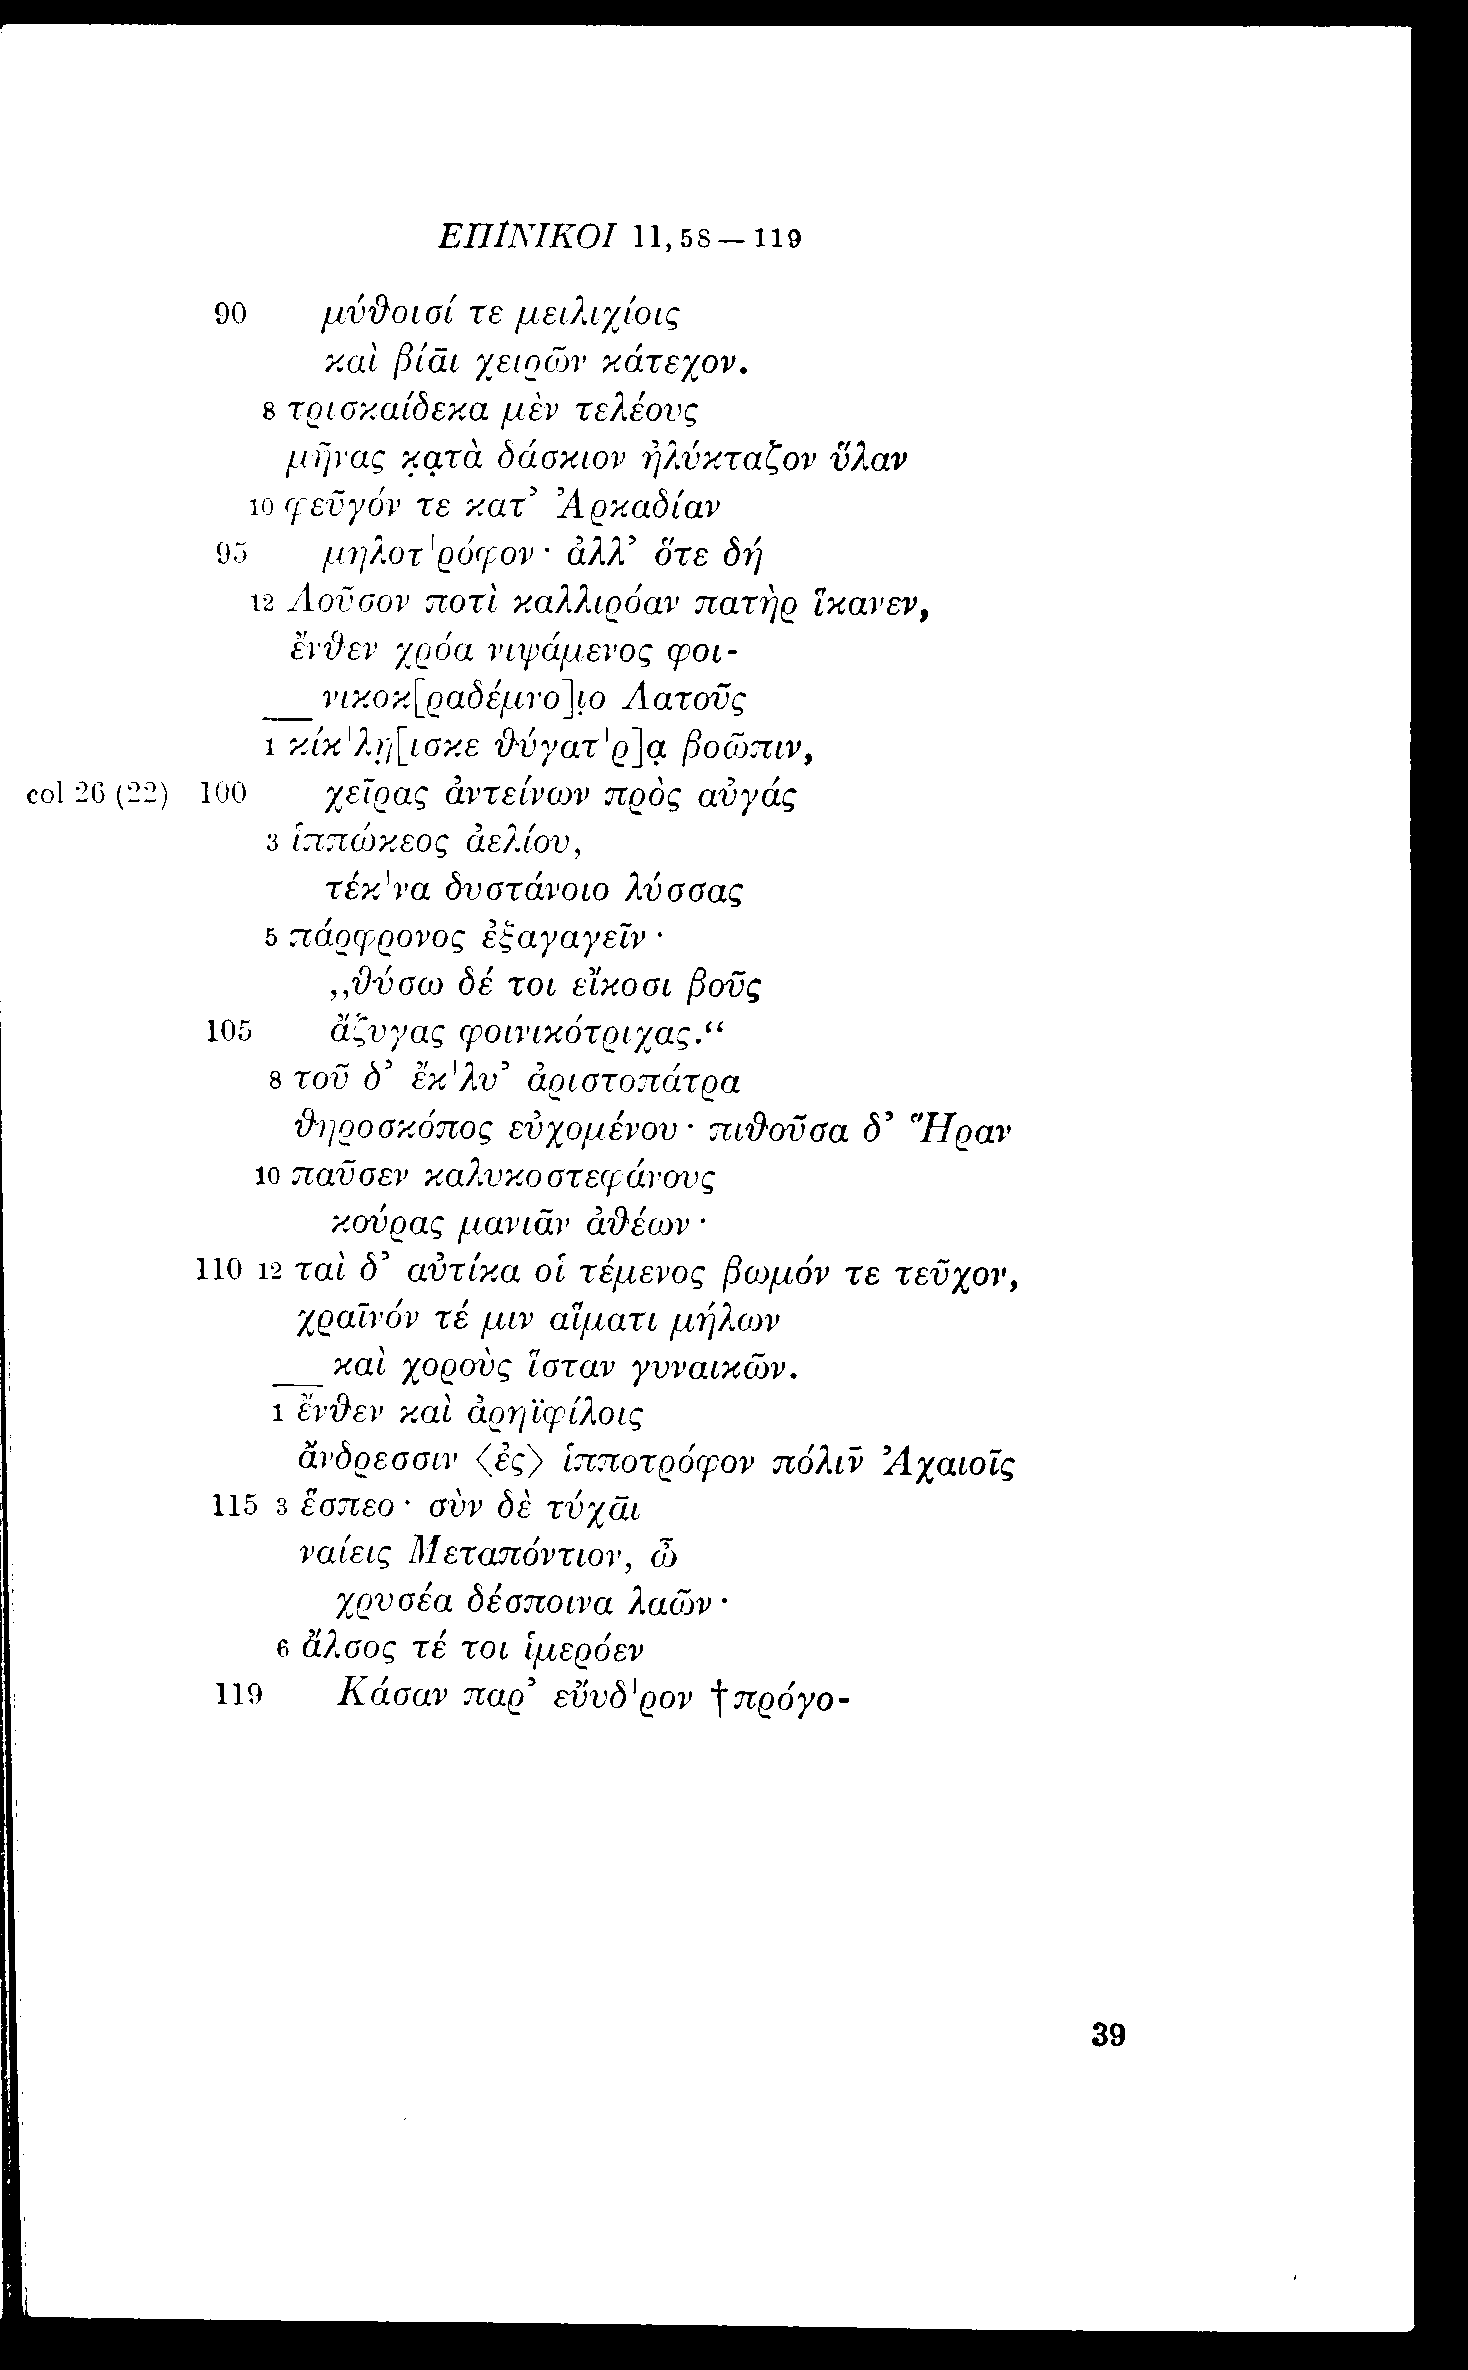 ΕΠΙΝΙΚΟΙ 11,58—119
90 μύθοισί τε μειλιχίοις
καὶ βίᾱι χειρῶν κάτεχον.
8 τρισκαίδεκα μὲν τελέους
μῆνας κ̣α̣τὰ δάσκιον ἠλύκταζον ὕλαν
10 φεῦγόν τε κατ’ Ἀρκαδίαν
95 μηλοτ'ρόφον· ἀλλ’ ὅτε δή
12 Λοῦσον ποτὶ καλλιρόαν πατὴρ ἵκανεν,
ἔνθεν χρόα νιψάμενος φοι-
νικοκ[ραδέμνο]ι̣ο Λατοῦς
1 κίκ'λη̣[ισκε θύγατ'ρ]α̣ βοῶπιν,
col 26 (22) 100 χεῖρας ἀντείνων πρὸς αὐγάς
3 ἱππώκεος ἀελίου,
τέκ'να δυστάνοιο λύσσας
5 πάρφρονος ἐξαγαγεῖν·
„θύσω δέ τοι εἴκοσι βοῦς
105 ἄζυγας φοινικότριχας.“
8 τοῦ δ’ ἔκ'λυ’ ἀριστοπάτρα
θηροσκόπος εὐχομένου· πιθοῦσα δ’ Ἥραν
10 παῦσεν καλυκοστεφάνους
κούρας μανιᾶν ἀθέων·
110 12 ταὶ δ’ αὐτίκα οἱ τέμενος βωμόν τε τεῦχον,
χραῖνόν τέ μιν αἵματι μήλων
καὶ χοροὺς ἵσταν γυναικῶν.
1 ἔνθεν καὶ ἀρηϊφίλοις
ἄνδρεσσιν ⟨ἐς⟩ ἱπποτρόφον πόλιν̄ Ἀχαιοῖς
115 3 ἕσπεο· σὺν δὲ τύχᾱι
ναίεις Μεταπόντιον, ὦ
χρυσέα δέσποινα λαῶν·
6 ἄλσος τέ τοι ἱμερόεν
119 Κάσαν παρ’ εὔυδ'ρον †πρόγο-
39